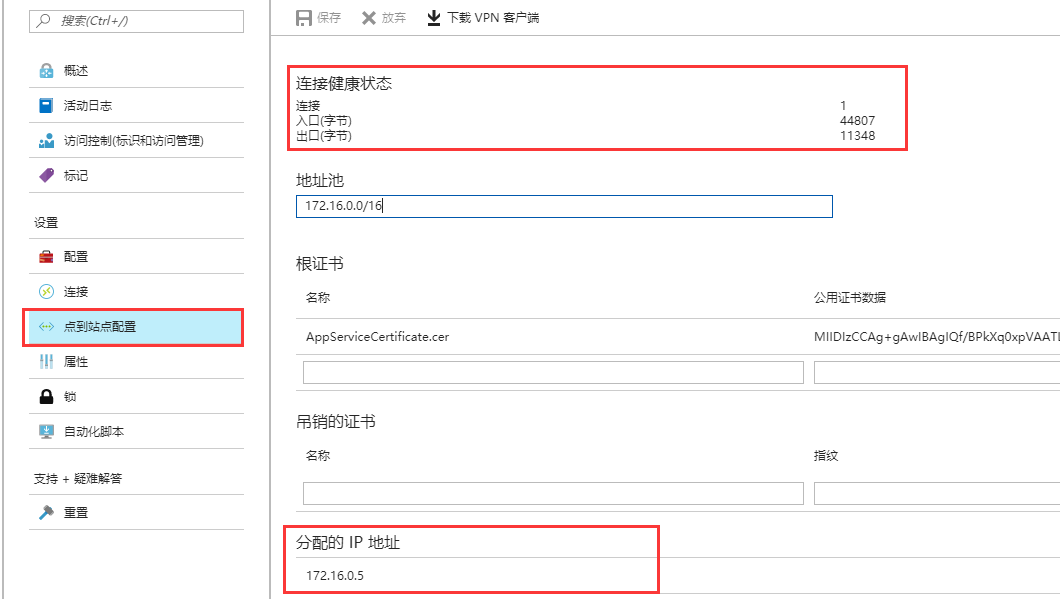 搜索(Ctrl+/)
概述
活动日志
访问控制(标识和访问管理)
标记
设置
配置
连接
点到站点配置
属性
锁
自动化脚本
支持 + 疑难解答
重置
保存 放弃 下载 VPN 客户端
连接健康状态
连接 1
入口(字节) 44807
出口(字节) 11348
地址池
172.16.0.0/16
根证书
名称 公用证书数据
AppServiceCertificate.cer MIIDIzCCAg+gAwIBAgIQf/BPkXq0xpVAATL
吊销的证书
名称 指纹
分配的 IP 地址
172.16.0.5